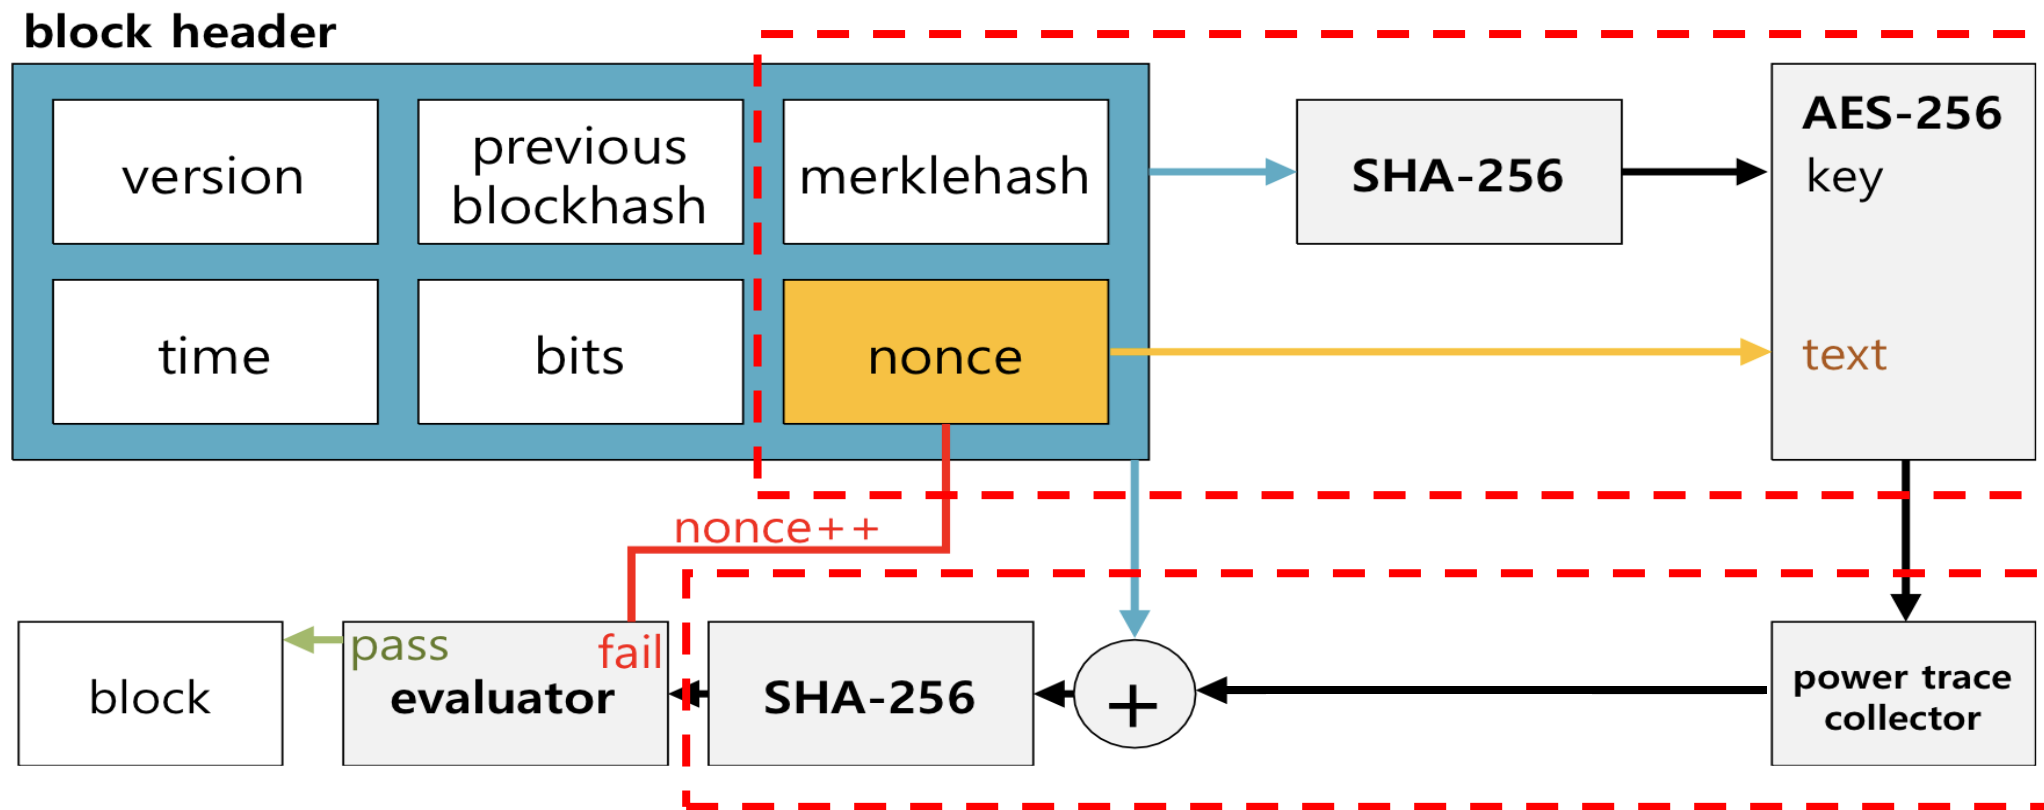 block header
version
previous
blockhash
merklehash
SHA-256
AES-256
key
time
bits
nonce
text
nonce++
block
pass
fail
evaluator
SHA-256
+
power trace
collector